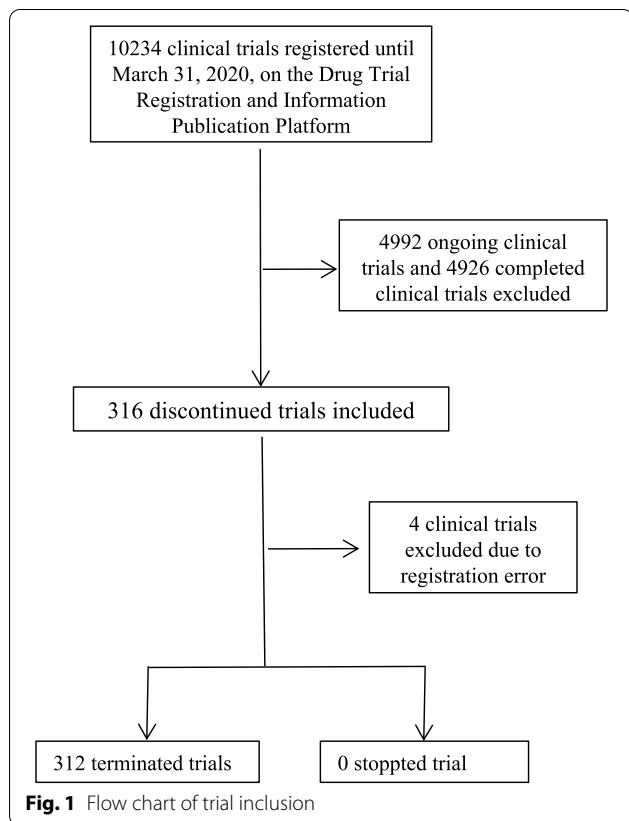 10234 clinical trials registered until
March 31, 2020, on the Drug Trial
Registration and Information
Publication Platform
4992 ongoing clinical
trials and 4926 completed
clinical trials excluded
316 discontinued trials included
4 clinical trials
excluded due to
registration error
312 terminated trials
0 stoppted trial
Fig. 1 Flow chart of trial inclusion